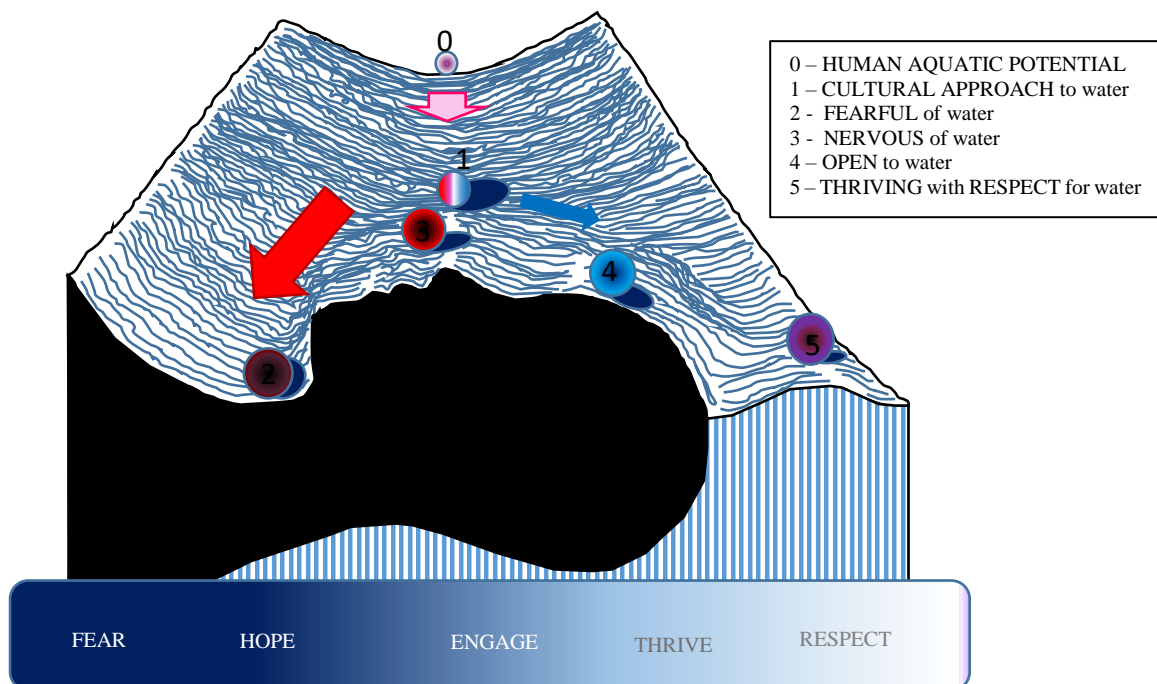 0
0 – HUMAN AQUATIC POTENTIAL
1 – CULTURAL APPROACH to water
2 - FEARFUL of water
3 - NERVOUS of water
4 – OPEN to water
5 – THRIVING with RESPECT for water
1
3
4
5
2
FEAR HOPE ENGAGE THRIVE RESPECT